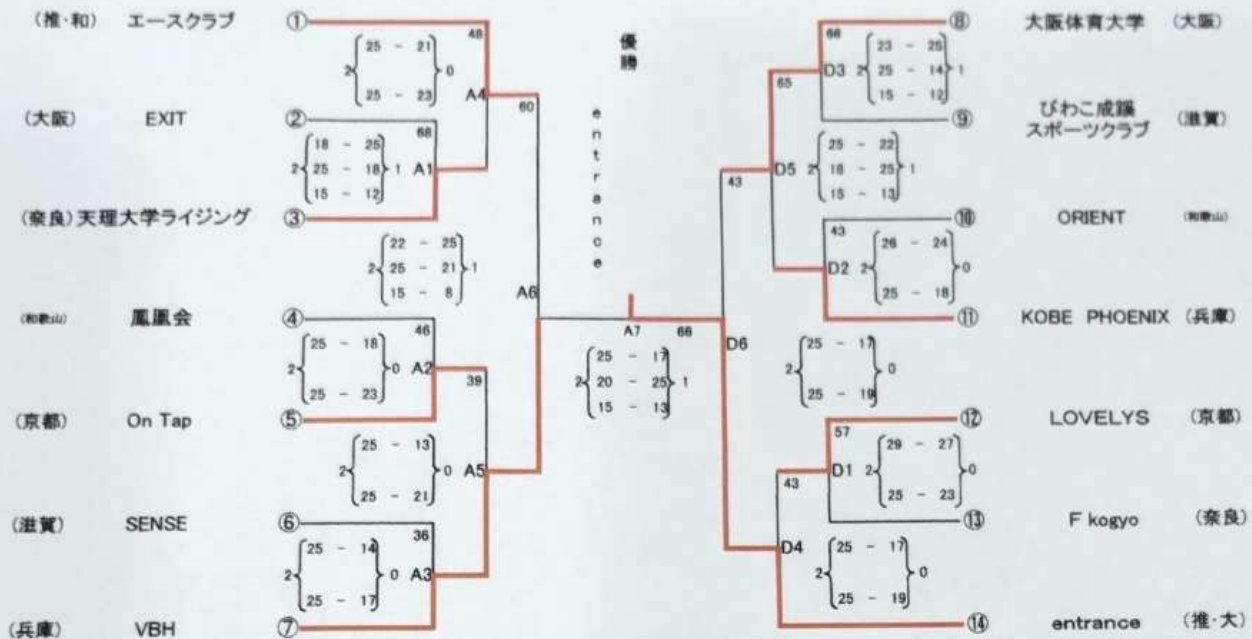 (推・和) エースクラブ ①
48
2 25 - 21 0
25 - 23
A4
60
(大阪) EXIT ②
68
2 18 - 25 1
25 - 18
15 - 12
A1
(奈良) 天理大学ライジング ③
2 22 - 25 1
25 - 21
15 - 8
A6
(和歌山) 鳳凰会 ④
46
2 25 - 18 0
25 - 23
A2
39
(京都) On Tap ⑤
2 25 - 13 0
25 - 21
A5
(滋賀) SENSE ⑥
36
2 25 - 14 0
25 - 17
A3
(兵庫) VBH ⑦
優勝
entrance
A7
66
2 25 - 17 1
20 - 25
15 - 13
⑧ 大阪体育大学 (大阪)
66
D3 2 23 - 25 1
25 - 14
15 - 12
65
⑨ びわこ成蹊
スポーツクラブ (滋賀)
D5 2 25 - 22 1
16 - 25
15 - 13
43
⑩ ORIENT (和歌山)
43
D2 2 26 - 24 0
25 - 18
⑪ KOBE PHOENIX (兵庫)
D6
2 25 - 17 0
25 - 19
⑫ LOVELYS (京都)
57
D1 2 29 - 27 0
25 - 23
43
⑬ F kogyo (奈良)
D4
2 25 - 17 0
25 - 19
⑭ entrance (推・大)